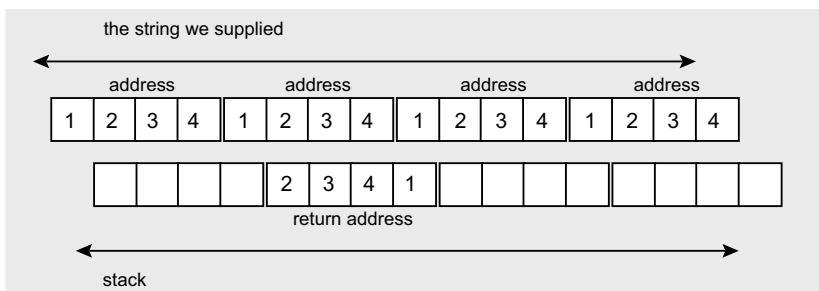 the string we supplied
address address address address
1 2 3 4 1 2 3 4 1 2 3 4 1 2 3 4
2 3 4 1
return address
stack